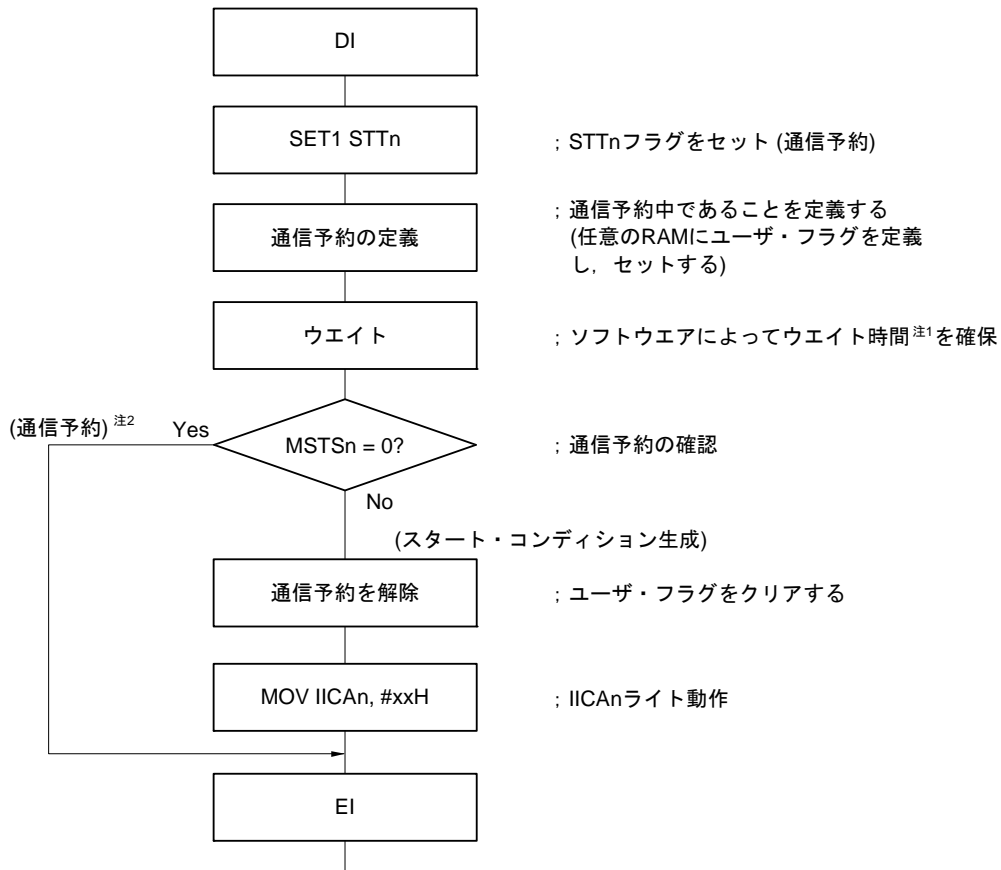 DI
SET1 STTn
; STTnフラグをセット (通信予約)
通信予約の定義
; 通信予約中であることを定義する
(任意のRAMにユーザ・フラグを定義
し，セットする)
ウエイト
; ソフトウエアによってウエイト時間注1を確保
(通信予約)注2 Yes
MSTSn = 0?
; 通信予約の確認
No
(スタート・コンディション生成)
通信予約を解除
; ユーザ・フラグをクリアする
MOV IICAn, #xxH
; IICAnライト動作
EI